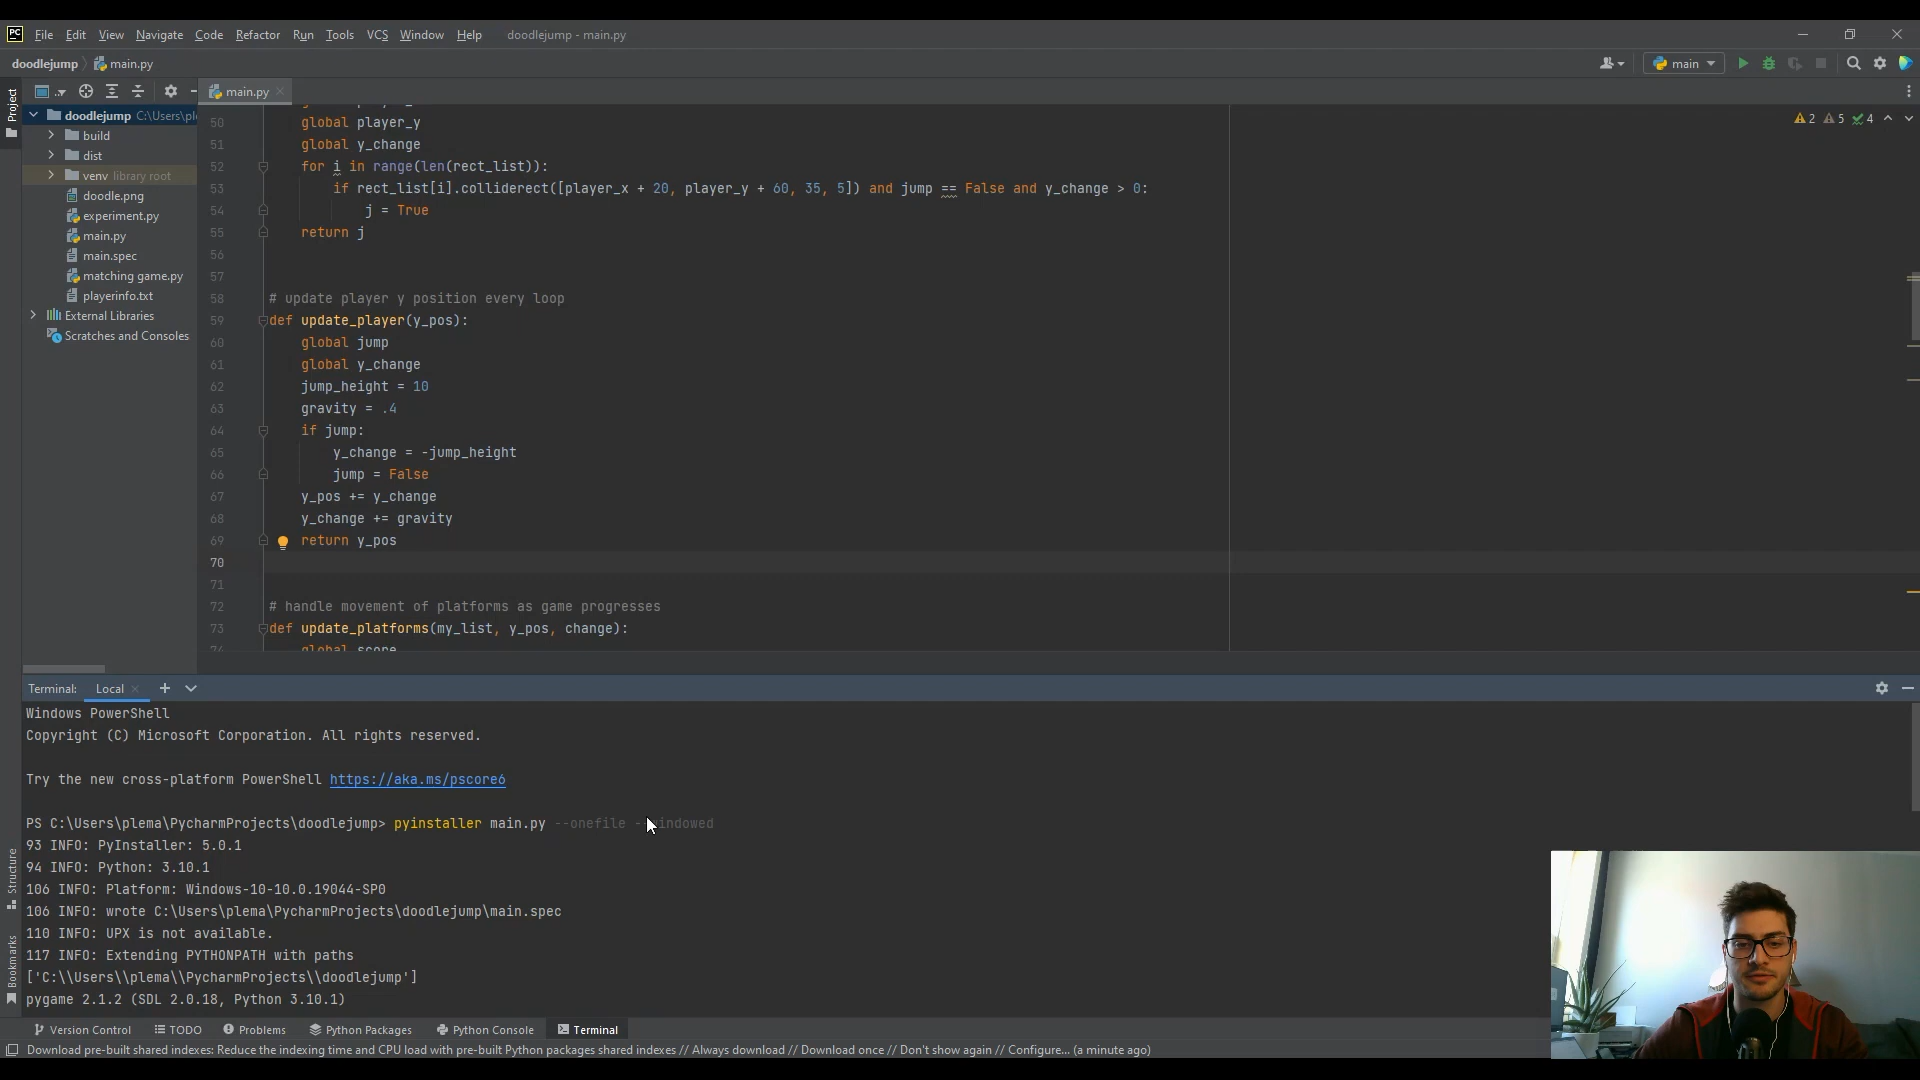 PC File Edit View Navigate Code Refactor Run Tools VCS Window Help doodlejump - main.py
doodlejump main.py
main
Project
main.py
doodlejump C:\Users\pl
build
dist
venv library root
doodle.png
experiment.py
main.py
main.spec
matching game.py
playerinfo.txt
External Libraries
Scratches and Consoles
2 5 4
50 global player_y
51 global y_change
52 for i in range(len(rect_list)):
53 if rect_list[i].colliderect([player_x + 20, player_y + 60, 35, 5]) and jump == False and y_change > 0:
54 j = True
55 return j
56
57
58 # update player y position every loop
59 def update_player(y_pos):
60 global jump
61 global y_change
62 jump_height = 10
63 gravity = .4
64 if jump:
65 y_change = -jump_height
66 jump = False
67 y_pos += y_change
68 y_change += gravity
69 return y_pos
70
71
72 # handle movement of platforms as game progresses
73 def update_platforms(my_list, y_pos, change):
74 global score
Structure
Bookmarks
Terminal: Local
Windows PowerShell
Copyright (C) Microsoft Corporation. All rights reserved.
Try the new cross-platform PowerShell https://aka.ms/pscore6
PS C:\Users\plema\PycharmProjects\doodlejump> pyinstaller main.py --onefile - indowed
93 INFO: PyInstaller: 5.0.1
94 INFO: Python: 3.10.1
106 INFO: Platform: Windows-10-10.0.19044-SP0
106 INFO: wrote C:\Users\plema\PycharmProjects\doodlejump\main.spec
110 INFO: UPX is not available.
117 INFO: Extending PYTHONPATH with paths
['C:\\Users\\plema\\PycharmProjects\\doodlejump']
pygame 2.1.2 (SDL 2.0.18, Python 3.10.1)
Version Control TODO Problems Python Packages Python Console Terminal
Download pre-built shared indexes: Reduce the indexing time and CPU load with pre-built Python packages shared indexes // Always download // Download once // Don't show again // Configure... (a minute ago)